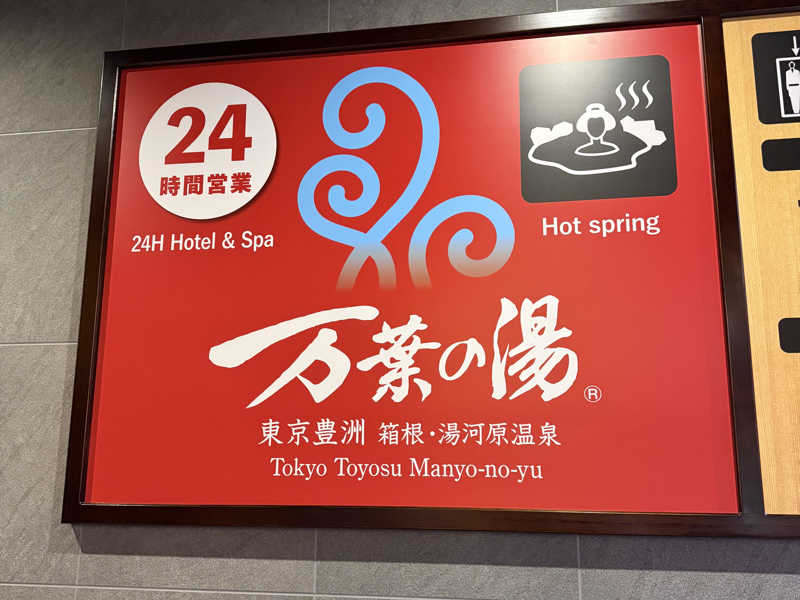 24
時間営業
24H Hotel & Spa
Hot spring
万葉の湯®
東京豊洲 箱根・湯河原温泉
Tokyo Toyosu Manyo-no-yu